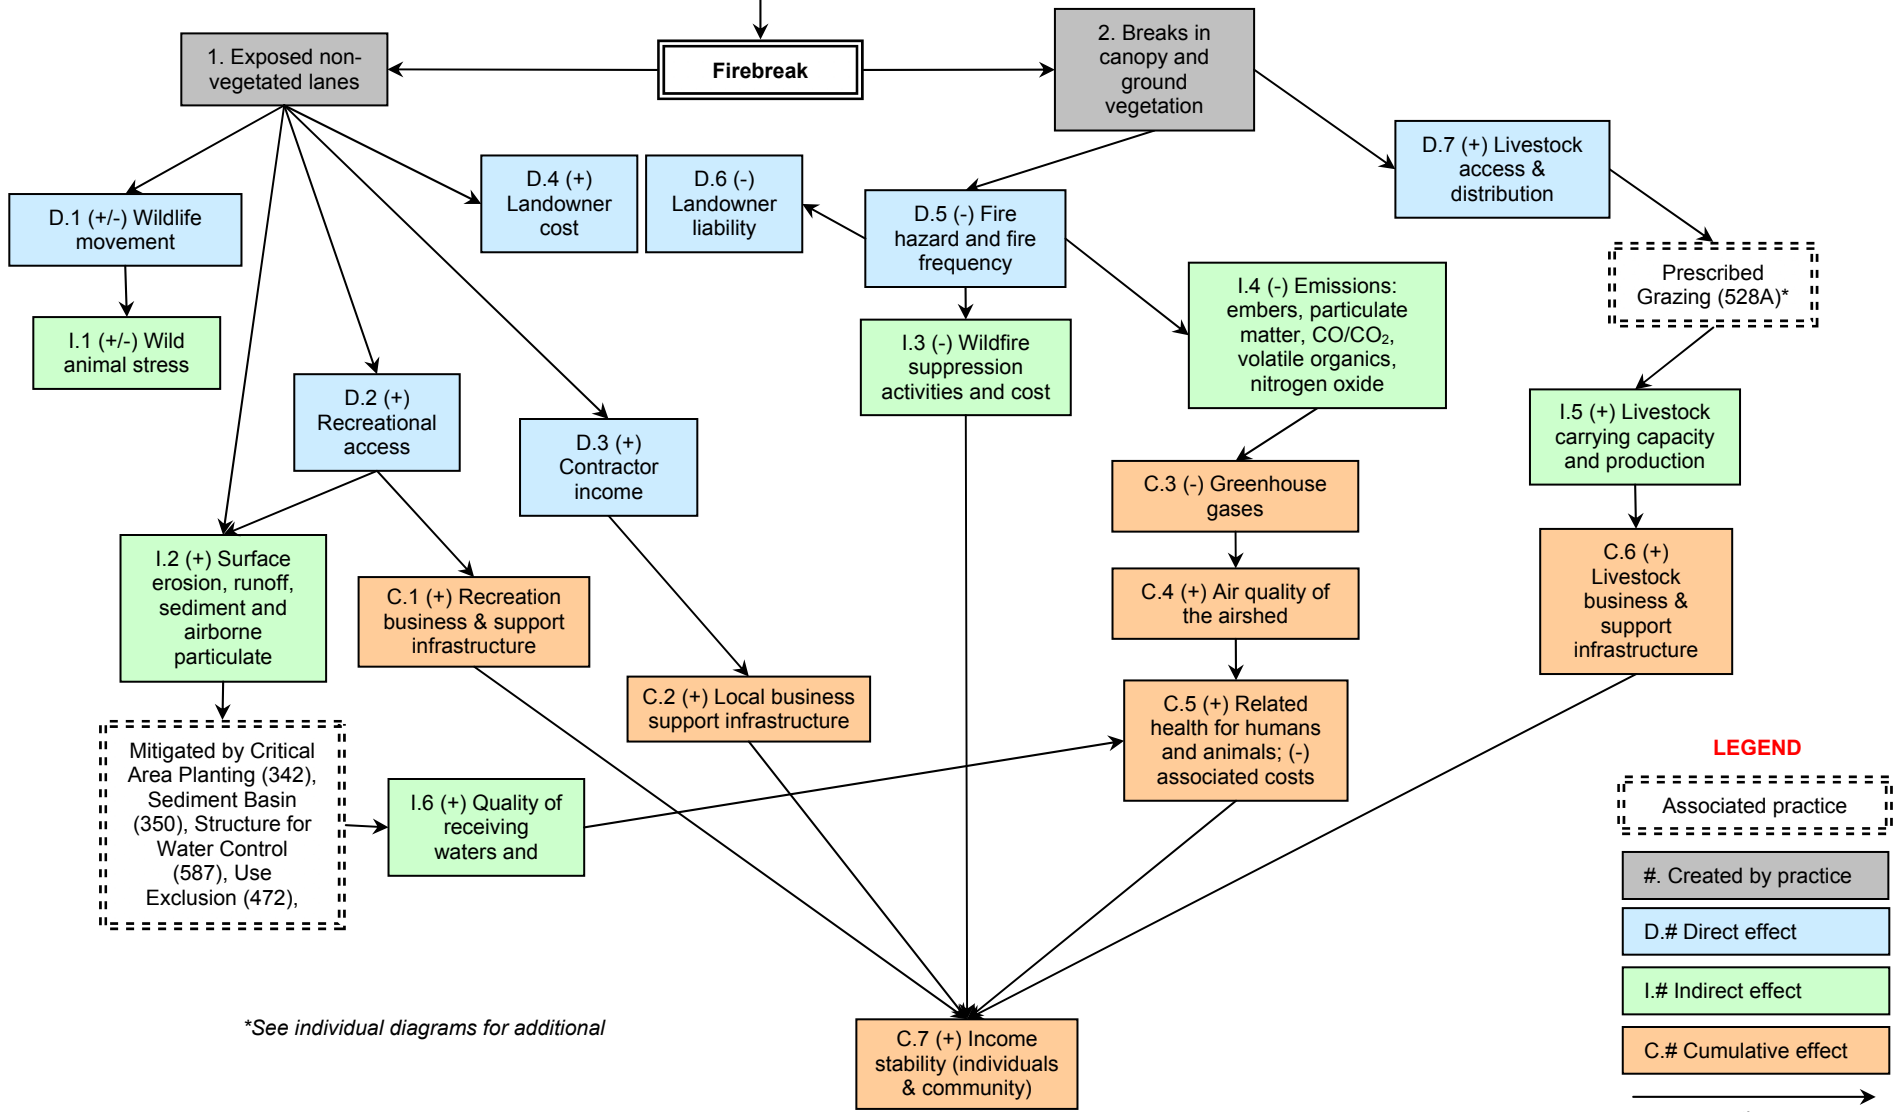 1. Exposed non-
vegetated lanes
Firebreak
2. Breaks in
canopy and
ground
vegetation
D.7 (+) Livestock
access &
distribution
D.4 (+)
Landowner
cost
D.6 (-)
Landowner
liability
D.1 (+/-) Wildlife
movement
D.5 (-) Fire
hazard and fire
frequency
Prescribed
Grazing (528A)*
I.4 (-) Emissions:
embers, particulate
matter, CO/CO₂,
volatile organics,
nitrogen oxide
I.1 (+/-) Wild
animal stress
I.3 (-) Wildfire
suppression
activities and cost
D.2 (+)
Recreational
access
I.5 (+) Livestock
carrying capacity
and production
D.3 (+)
Contractor
income
C.3 (-) Greenhouse
gases
I.2 (+) Surface
erosion, runoff,
sediment and
airborne
particulate
C.6 (+)
Livestock
business &
support
infrastructure
C.1 (+) Recreation
business & support
infrastructure
C.4 (+) Air quality of
the airshed
C.2 (+) Local business
support infrastructure
C.5 (+) Related
health for humans
and animals; (-)
associated costs
Mitigated by Critical
Area Planting (342),
Sediment Basin
(350), Structure for
Water Control
(587), Use
Exclusion (472),
I.6 (+) Quality of
receiving
waters and
C.7 (+) Income
stability (individuals
& community)
*See individual diagrams for additional
LEGEND
Associated practice
#. Created by practice
D.# Direct effect
I.# Indirect effect
C.# Cumulative effect